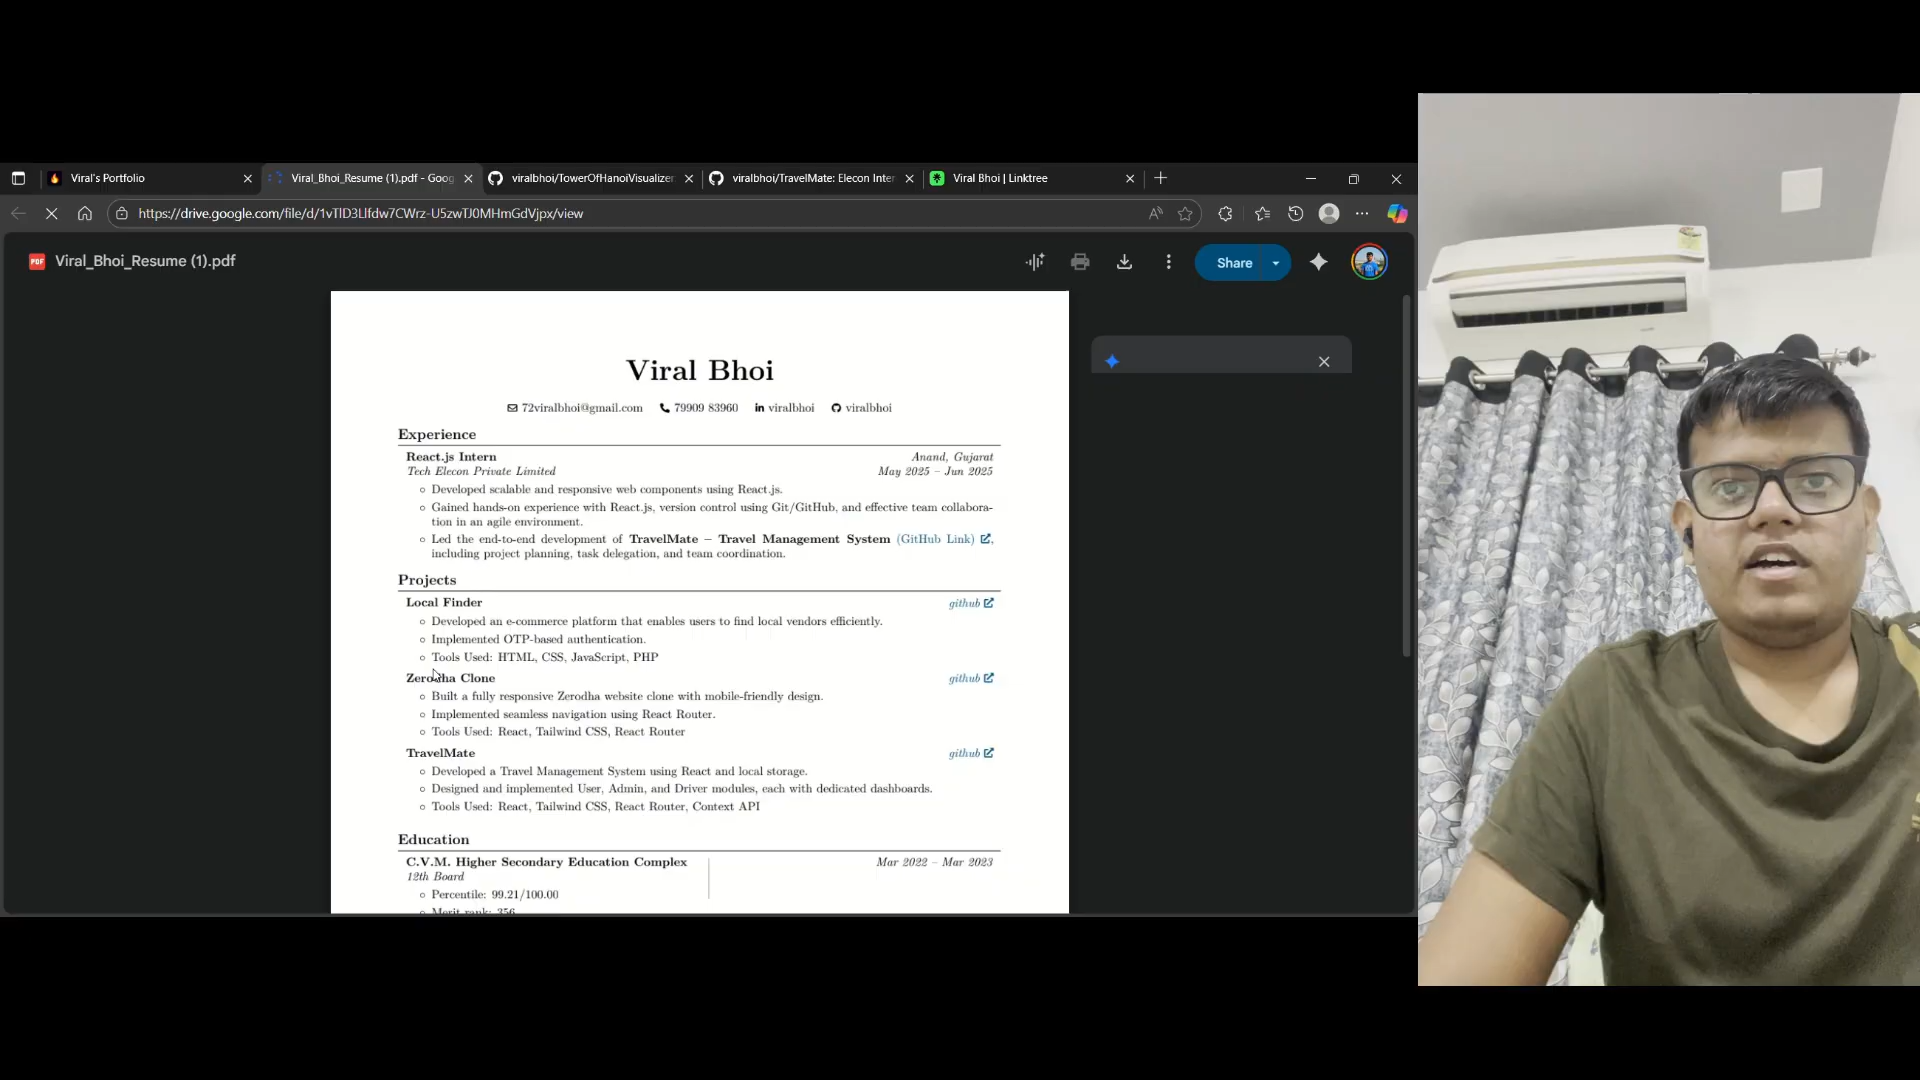 Viral's Portfolio
Viral_Bhoi_Resume (1).pdf - Goog
viralbhoi/TowerOfHanoiVisualizer
viralbhoi/TravelMate: Elecon Inter
Viral Bhoi | Linktree
https://drive.google.com/file/d/1vTlD3Llfdw7CWrz-U5zwTJ0MHmGdVjpx/view
PDF
Viral_Bhoi_Resume (1).pdf
Share
Viral Bhoi
72viralbhoi@gmail.com 79909 83960 in viralbhoi viralbhoi
Experience
React.js Intern Anand, Gujarat
Tech Elecon Private Limited May 2025 – Jun 2025
Developed scalable and responsive web components using React.js.
Gained hands-on experience with React.js, version control using Git/GitHub, and effective team collabora-
tion in an agile environment.
Led the end-to-end development of TravelMate – Travel Management System (GitHub Link),
including project planning, task delegation, and team coordination.
Projects
Local Finder github
Developed an e-commerce platform that enables users to find local vendors efficiently.
Implemented OTP-based authentication.
Tools Used: HTML, CSS, JavaScript, PHP
Zerodha Clone github
Built a fully responsive Zerodha website clone with mobile-friendly design.
Implemented seamless navigation using React Router.
Tools Used: React, Tailwind CSS, React Router
TravelMate github
Developed a Travel Management System using React and local storage.
Designed and implemented User, Admin, and Driver modules, each with dedicated dashboards.
Tools Used: React, Tailwind CSS, React Router, Context API
Education
C.V.M. Higher Secondary Education Complex Mar 2022 – Mar 2023
12th Board
Percentile: 99.21/100.00
Merit rank: 356